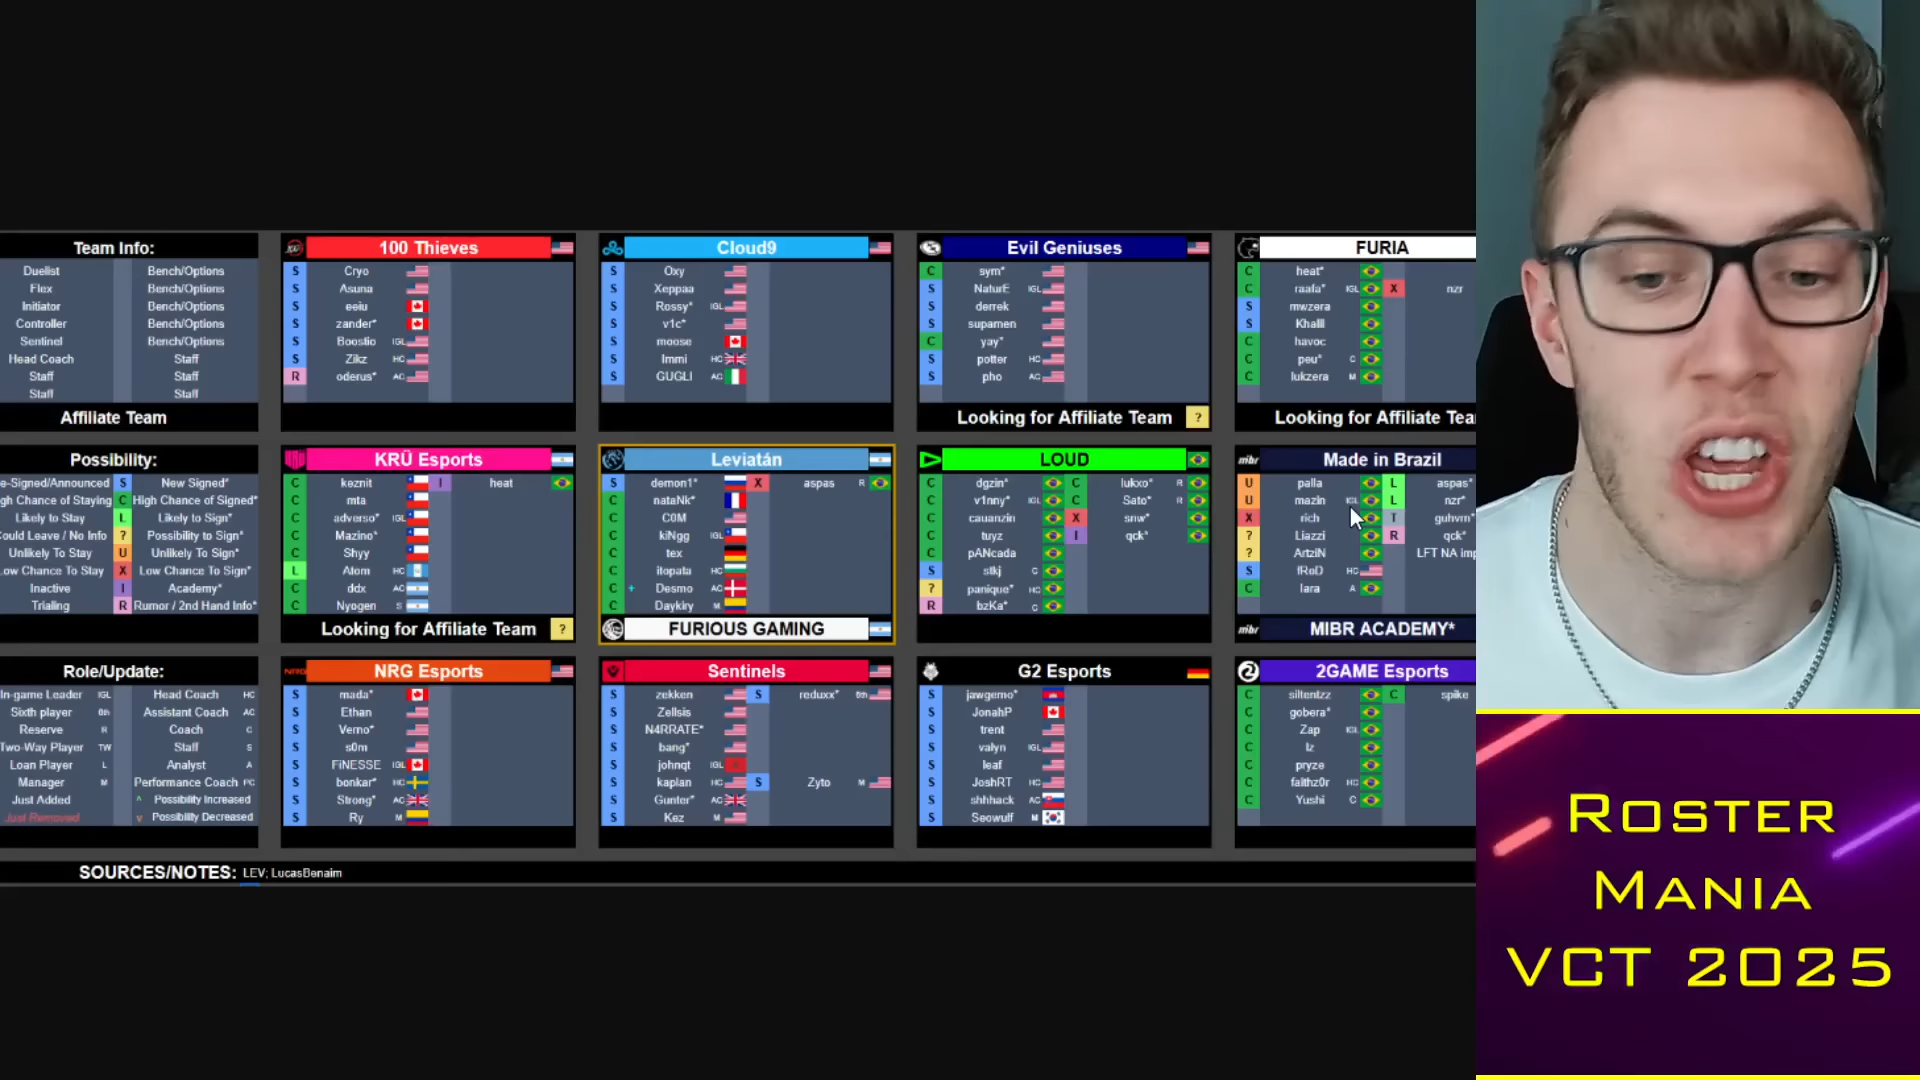 Team Info:
Duelist Bench/Options
Flex Bench/Options
Initiator Bench/Options
Controller Bench/Options
Sentinel Bench/Options
Head Coach Staff
Staff Staff
Staff Staff
Affiliate Team
100 Thieves
S Cryo
S Asuna
S eeiu
S zander*
S Boostio IGL
S Zikz HC
R oderus* AC
Cloud9
S Oxy
S Xeppaa
S Rossy* IGL
S v1c*
S moose
S Immi HC
S GUGLI AC
Evil Geniuses
C sym*
S NaturE IGL
S derrek
S supamen
C yay*
S potter HC
S pho AC
Looking for Affiliate Team ?
FURIA
C heat*
C raafa* IGL X nzr
S mwzera
S Khalil
C havoc
C peu* C
C lukzera M
Looking for Affiliate Tea
Possibility:
e-Signed/Announced S New Signed*
gh Chance of Staying C High Chance of Signed*
Likely to Stay L Likely to Sign*
ould Leave / No Info ? Possibility to Sign*
Unlikely To Stay U Unlikely To Sign*
Low Chance To Stay X Low Chance To Sign*
Inactive I Academy*
Trialing R Rumor / 2nd Hand Info*
KRÜ Esports
C keznit I heat
C mta
C adverso* IGL
C Mazino*
C Shyy
L Atom HC
C ddx AC
C Nyogen S
Looking for Affiliate Team ?
Leviatán
S demon1* X aspas R
C nataNk*
C C0M
C kiNgg IGL
C tex
C itopata HC
C + Desmo AC
C Daykiry M
FURIOUS GAMING
LOUD
C dgzin* C lukxo* R
C v1nny* IGL C Sato* R
C cauanzin X snw*
C tuyz I qck*
C pANcada
S stkj C
? panique* HC
R bzKa* C
mibr Made in Brazil
U palla L aspas*
U mazin IGL L nzr*
X rich T guhvrn*
? Liazzi R qck*
? ArtziN LFT NA imp
S fRoD HC
C lara A
mibr MIBR ACADEMY*
Role/Update:
In-game Leader IGL Head Coach HC
Sixth player 6th Assistant Coach AC
Reserve R Coach C
Two-Way Player TW Staff S
Loan Player L Analyst A
Manager M Performance Coach PC
Just Added ^ Possibility Increased
Just Removed v Possibility Decreased
NRG NRG Esports
S mada*
S Ethan
S Verno*
S s0m
S FiNESSE IGL
S bonkar* HC
S Strong* AC
S Ry M
Sentinels
S zekken S reduxx* 6th
S Zellsis
S N4RRATE*
S bang*
S johnqt IGL
S kaplan HC S Zyto M
S Gunter* AC
S Kez M
G2 Esports
S jawgemo*
S JonahP
S trent
S valyn IGL
S leaf
S JoshRT HC
S shhhack AC
S Seowulf M
2GAME Esports
C silentzz C spike
C gobera*
C Zap IGL
C lz
C pryze
C faithz0r HC
C Yushi C
SOURCES/NOTES: LEV; LucasBenaim
ROSTER
MANIA
VCT 2025